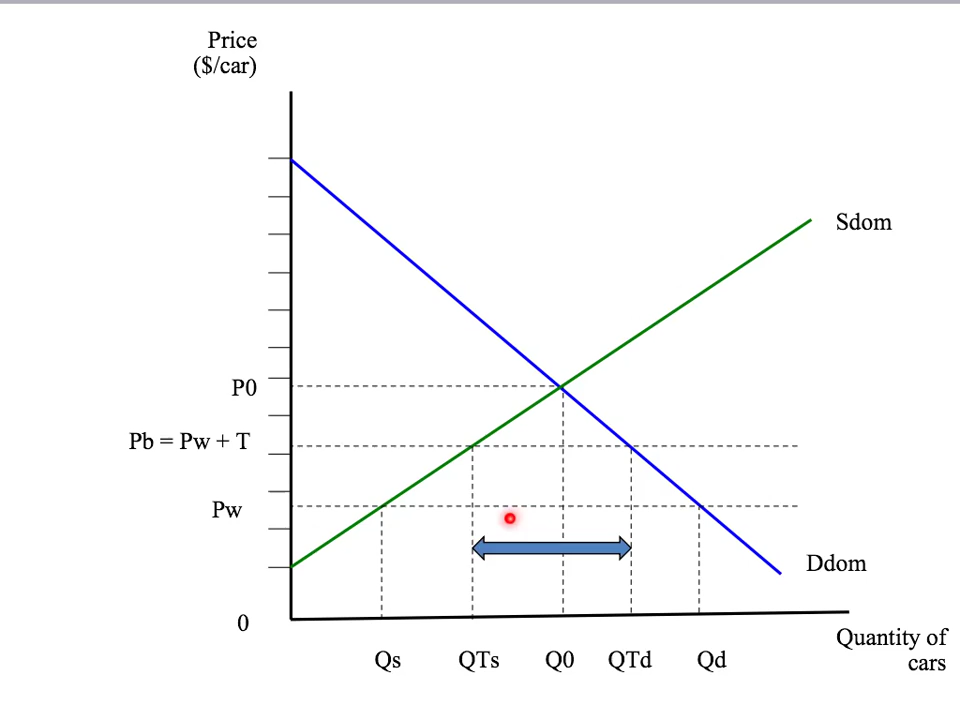 Price
($/car)
Sdom
P0
Pb = Pw + T
Pw
Ddom
0
Quantity of
cars
Qs
QTs
Q0
QTd
Qd